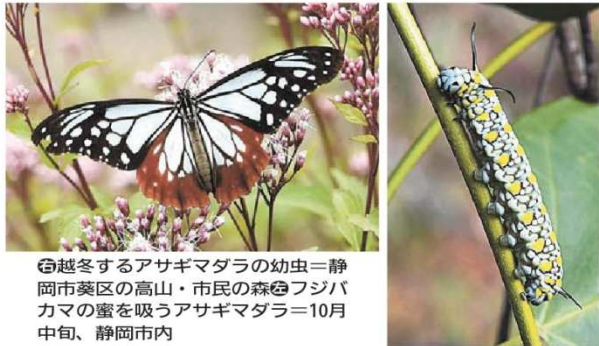 ㊨越冬するアサギマダラの幼虫=静
岡市葵区の高山・市民の森㊧フジバ
カマの蜜を吸うアサギマダラ=10月
中旬、静岡市内